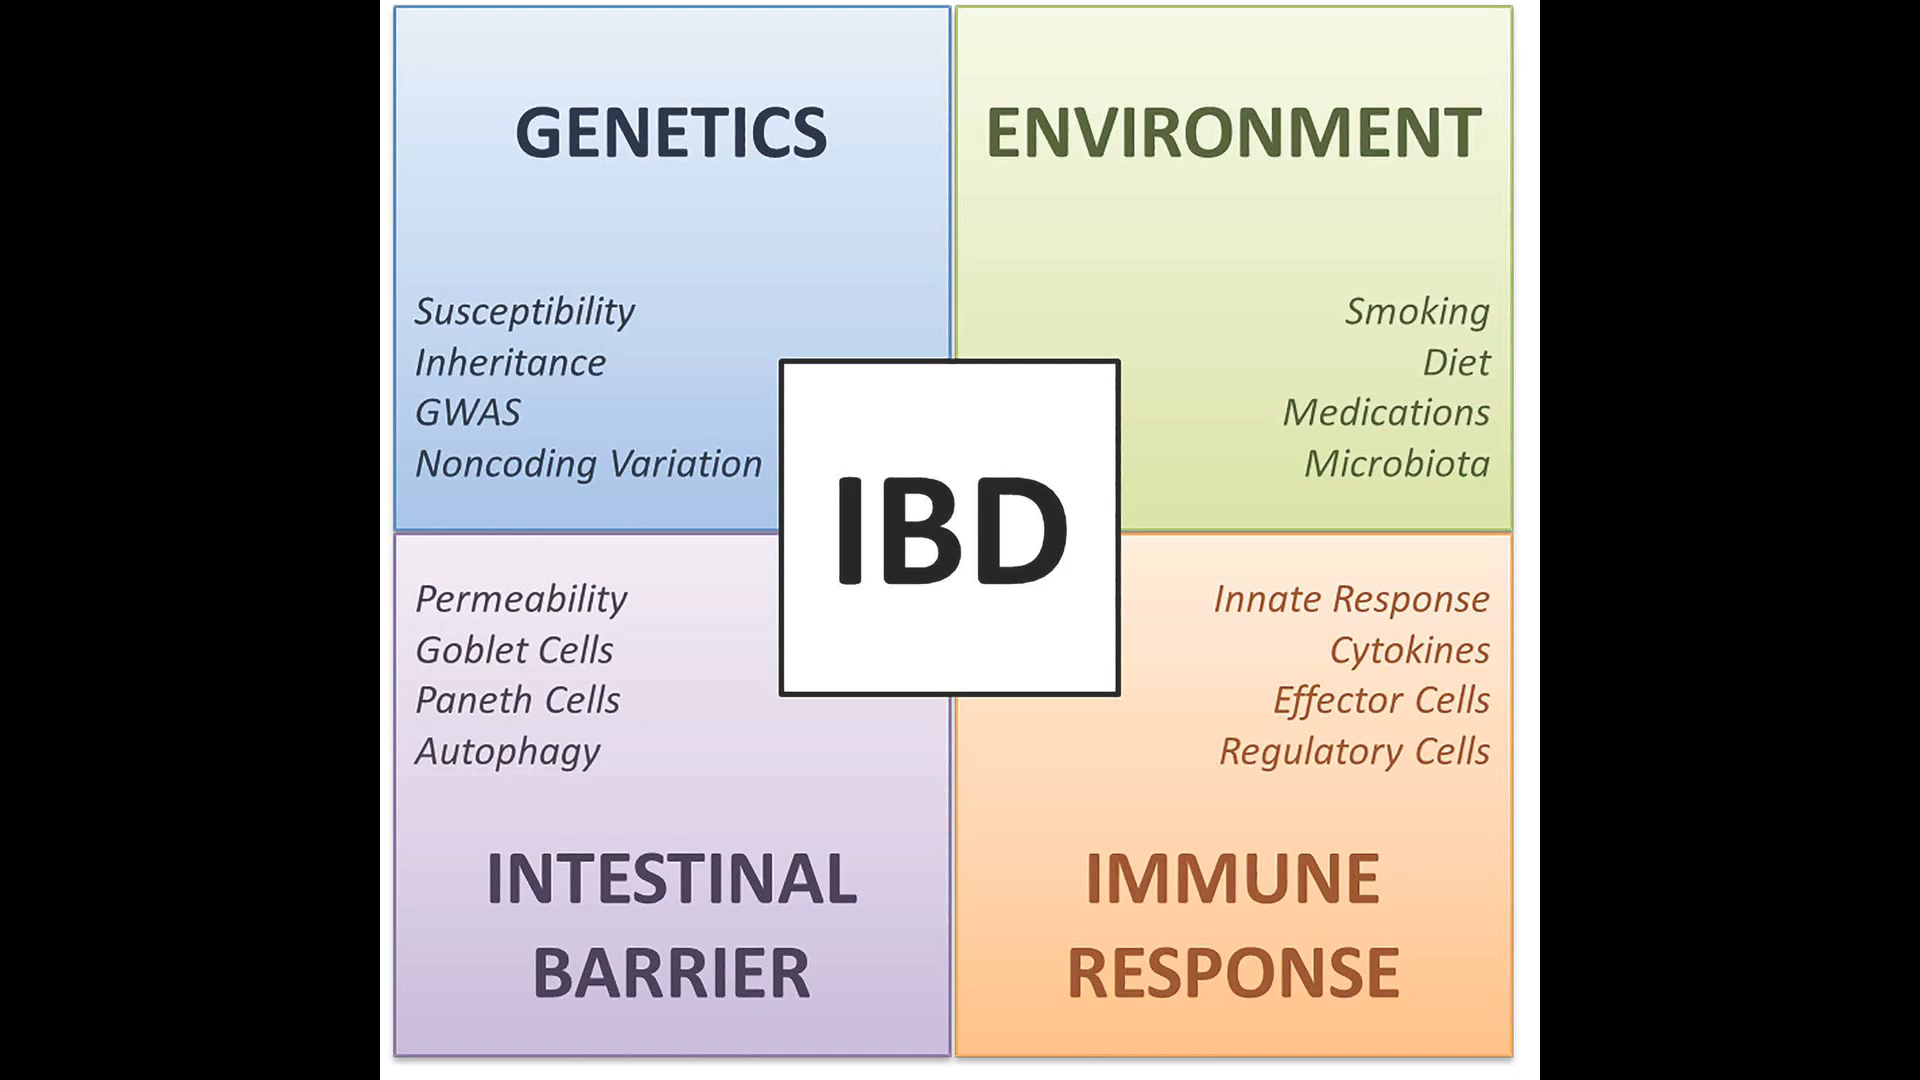 GENETICS
Susceptibility
Inheritance
GWAS
Noncoding Variation
ENVIRONMENT
Smoking
Diet
Medications
Microbiota
IBD
Permeability
Goblet Cells
Paneth Cells
Autophagy
INTESTINAL
BARRIER
Innate Response
Cytokines
Effector Cells
Regulatory Cells
IMMUNE
RESPONSE